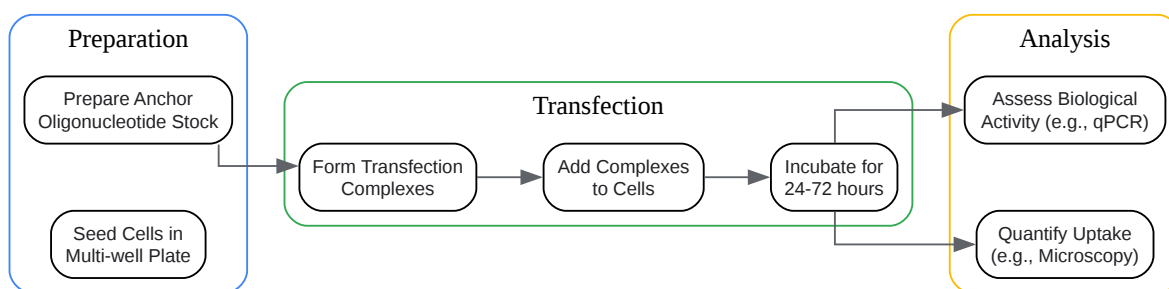 Preparation
Prepare Anchor
Oligonucleotide Stock
Seed Cells in
Multi-well Plate
Transfection
Form Transfection
Complexes
Add Complexes
to Cells
Incubate for
24-72 hours
Analysis
Assess Biological
Activity (e.g., qPCR)
Quantify Uptake
(e.g., Microscopy)